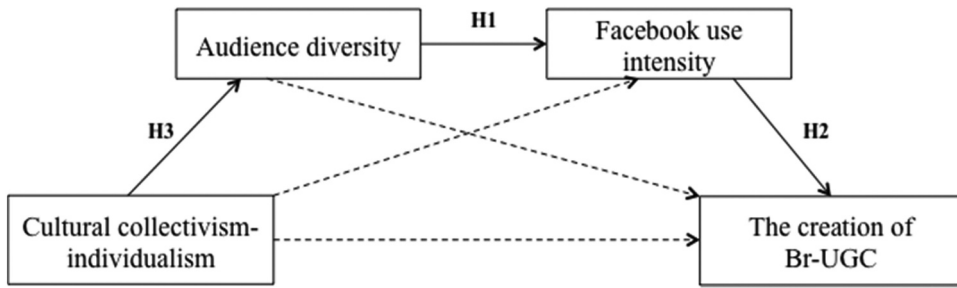 H1
Audience diversity
Facebook use
intensity
H3
H2
Cultural collectivism-
individualism
The creation of
Br-UGC